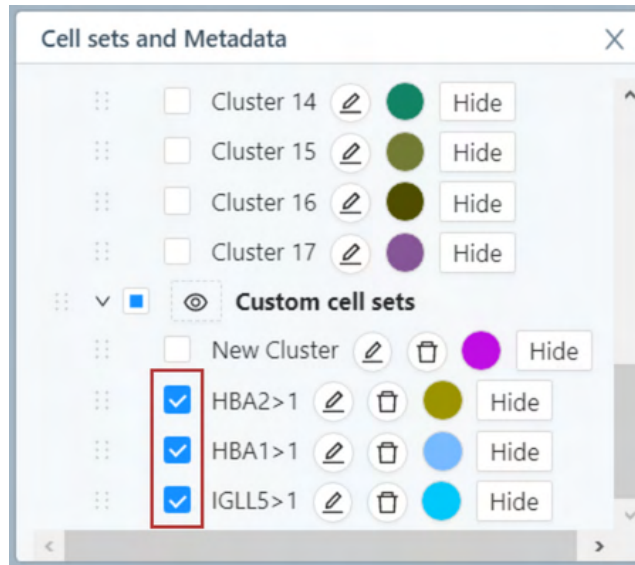 Cell sets and Metadata
Cluster 14 Hide
Cluster 15 Hide
Cluster 16 Hide
Cluster 17 Hide
Custom cell sets
New Cluster Hide
HBA2>1 Hide
HBA1>1 Hide
IGLL5>1 Hide